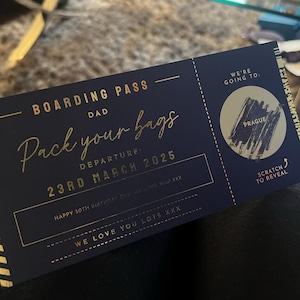 BOARDING PASS
DAD
Pack your bags
DEPARTURE:
23RD MARCH 2025
HAPPY 50TH BIRTHDAY
WE LOVE YOU LOTS XXX
WE'RE
GOING TO:
PRAGUE
SCRATCH
TO REVEAL